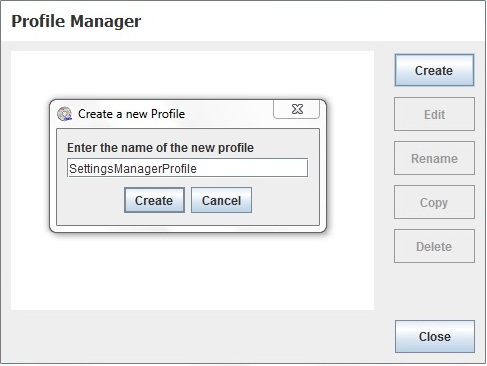 Profile Manager
Create
Create a new Profile
Edit
Enter the name of the new profile
Rename
SettingsManagerProfile
Create Cancel
Copy
Delete
Close